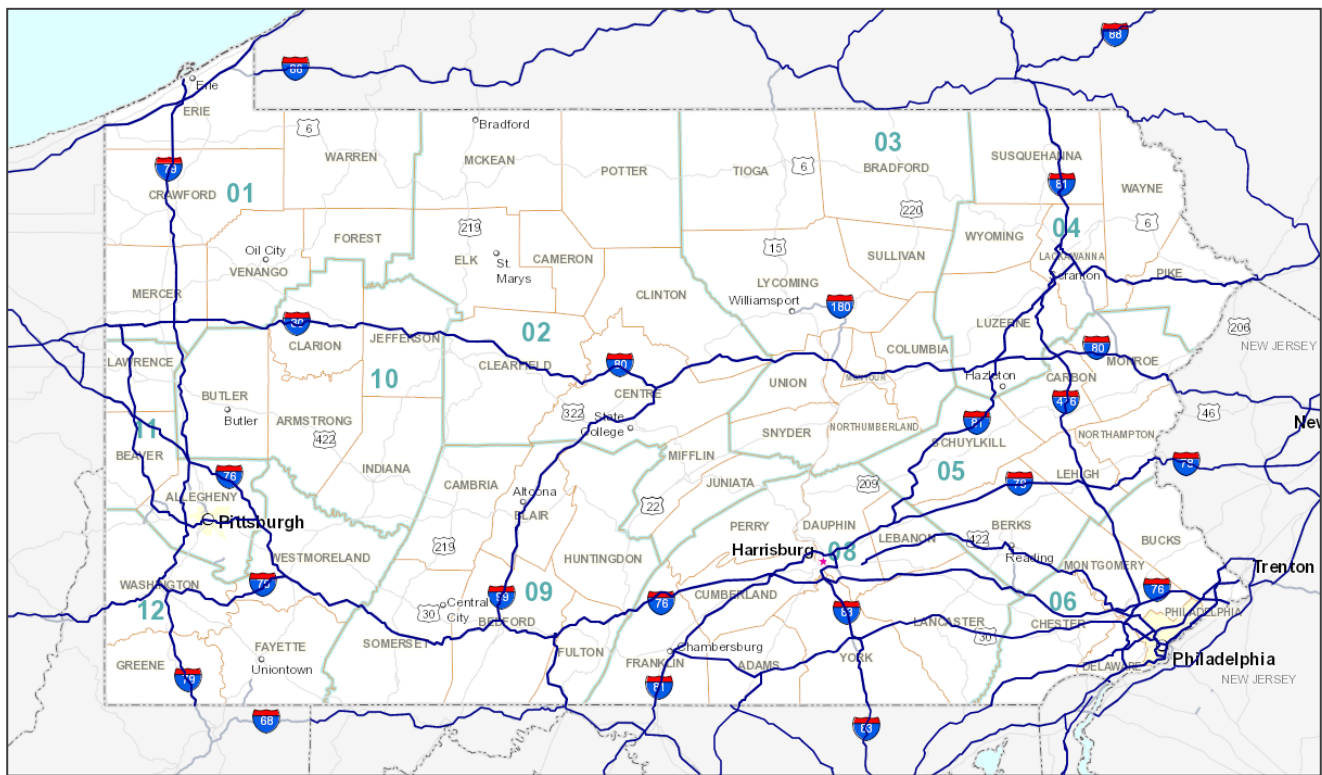 88
86
Erie
ERIE
6
WARREN
Bradford
MCKEAN
POTTER
TIOGA
6
03
BRADFORD
SUSQUEHANNA
79
CRAWFORD
01
81
WAYNE
220
6
219
FOREST
Oil City
VENANGO
ELK
St.
Marys
CAMERON
15
WYOMING
04
LACKAWANNA
SULLIVAN
LYCOMING
PIKE
MERCER
CLINTON
Williamsport
180
80
02
JEFFERSON
LUZERNE
206
NEW JERSEY
CLARION
LAWRENCE
CLEARFIELD
80
COLUMBIA
80
MONROE
10
CENTRE
UNION
Hazleton
CARBON
BUTLER
Butler
ARMSTRONG
422
322
State
College
476
46
11
BEAVER
SNYDER
NORTHUMBERLAND
81
SCHUYLKILL
NORTHAMPTON
76
INDIANA
MIFFLIN
05
78
LEHIGH
78
CAMBRIA
JUNIATA
209
ALLEGHENY
Pittsburgh
Altoona
BLAIR
22
PERRY
DAUPHIN
BERKS
422
Reading
BUCKS
219
Harrisburg
08
LEBANON
WESTMORELAND
HUNTINGDON
MONTGOMERY
Trenton
WASHINGTON
12
CUMBERLAND
76
76
99
09
Central
City
30
BEDFORD
83
06
CHESTER
PHILADELPHIA
LANCASTER
30
FAYETTE
Uniontown
SOMERSET
FULTON
Chambersburg
FRANKLIN
ADAMS
YORK
GREENE
79
81
DELAWARE
Philadelphia
NEW JERSEY
68
83